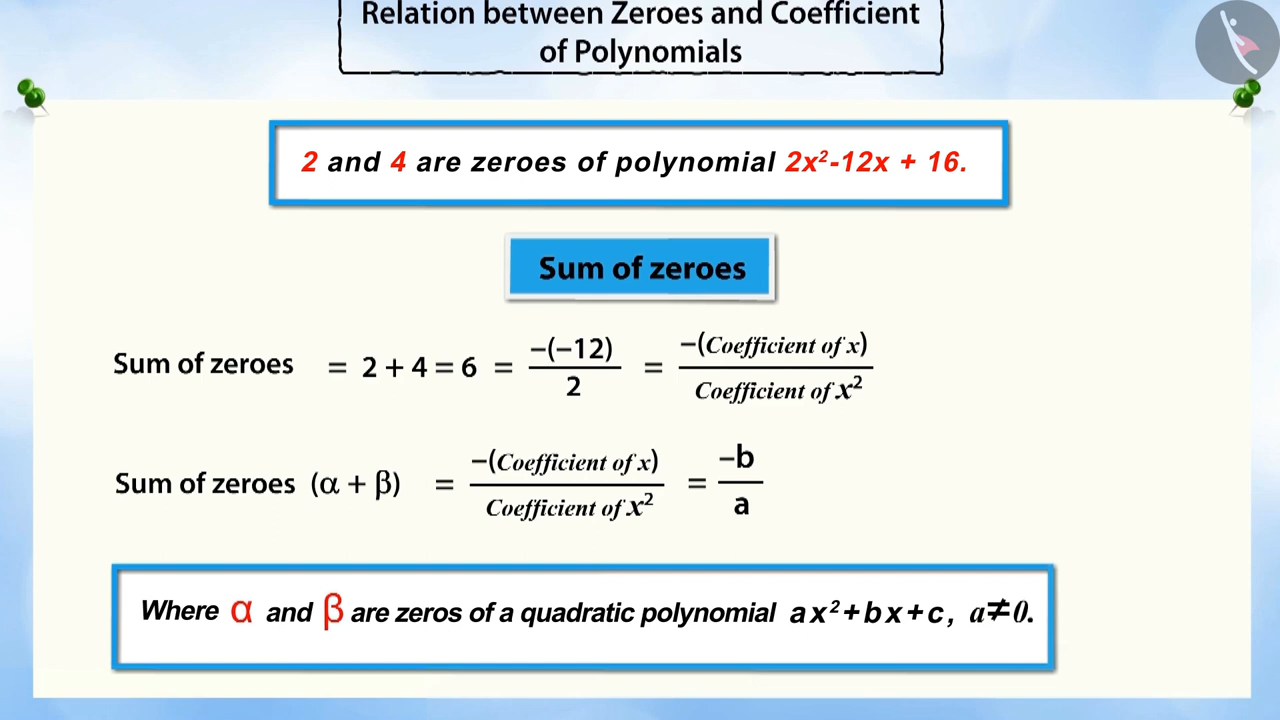 Relation between Zeroes and Coefficient
of Polynomials
2 and 4 are zeroes of polynomial 2x²-12x + 16.
Sum of zeroes
Sum of zeroes = 2 + 4 = 6 = –(–12)/2 = –(Coefficient of x)/Coefficient of x²
Sum of zeroes (α + β) = –(Coefficient of x)/Coefficient of x² = –b/a
Where α and β are zeros of a quadratic polynomial ax²+bx+c, a≠0.